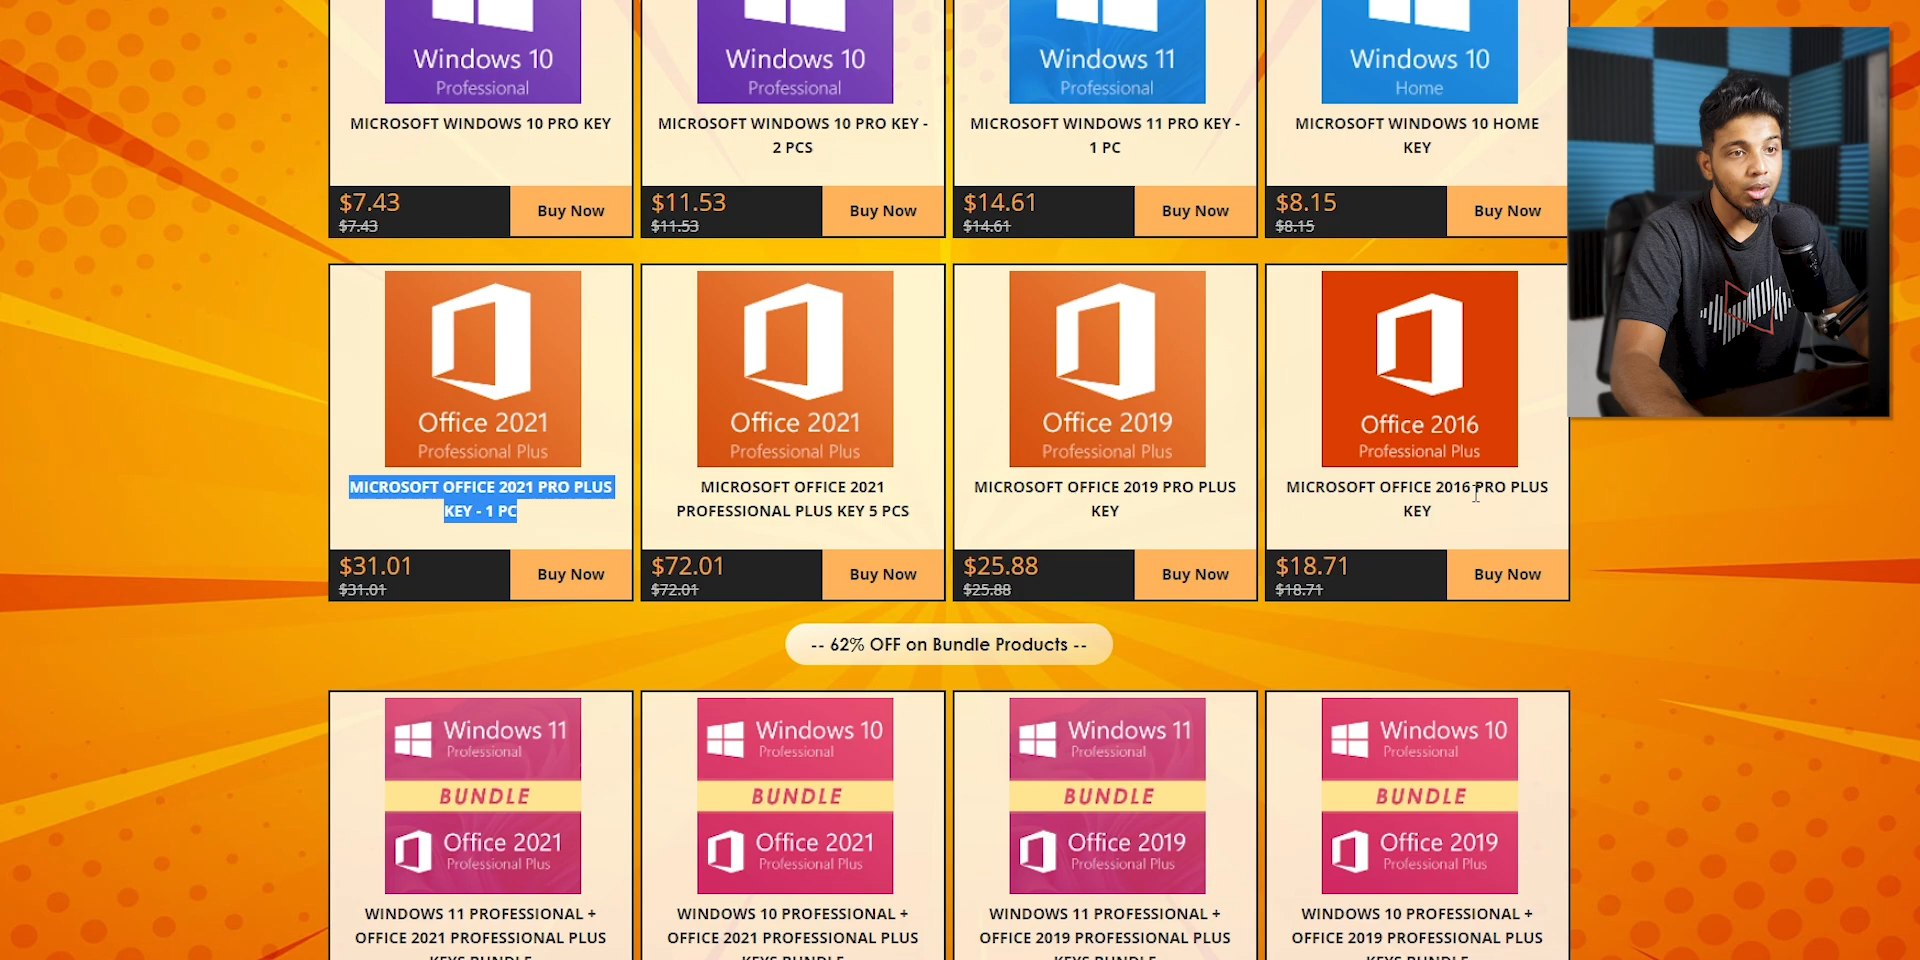 Windows 10
Professional
Windows 10
Professional
Windows 11
Professional
Windows 10
Home
MICROSOFT WINDOWS 10 PRO KEY
MICROSOFT WINDOWS 10 PRO KEY -
2 PCS
MICROSOFT WINDOWS 11 PRO KEY -
1 PC
MICROSOFT WINDOWS 10 HOME
KEY
$7.43
$7.43
Buy Now
$11.53
$11.53
Buy Now
$14.61
$14.61
Buy Now
$8.15
$8.15
Buy Now
Office 2021
Professional Plus
Office 2021
Professional Plus
Office 2019
Professional Plus
Office 2016
Professional Plus
MICROSOFT OFFICE 2021 PRO PLUS
KEY - 1 PC
MICROSOFT OFFICE 2021
PROFESSIONAL PLUS KEY 5 PCS
MICROSOFT OFFICE 2019 PRO PLUS
KEY
MICROSOFT OFFICE 2016 PRO PLUS
KEY
$31.01
$31.01
Buy Now
$72.01
$72.01
Buy Now
$25.88
$25.88
Buy Now
$18.71
$18.71
Buy Now
-- 62% OFF on Bundle Products --
Windows 11
Professional
BUNDLE
Office 2021
Professional Plus
Windows 10
Professional
BUNDLE
Office 2021
Professional Plus
Windows 11
Professional
BUNDLE
Office 2019
Professional Plus
Windows 10
Professional
BUNDLE
Office 2019
Professional Plus
WINDOWS 11 PROFESSIONAL +
OFFICE 2021 PROFESSIONAL PLUS
KEYS BUNDLE
WINDOWS 10 PROFESSIONAL +
OFFICE 2021 PROFESSIONAL PLUS
KEYS BUNDLE
WINDOWS 11 PROFESSIONAL +
OFFICE 2019 PROFESSIONAL PLUS
KEYS BUNDLE
WINDOWS 10 PROFESSIONAL +
OFFICE 2019 PROFESSIONAL PLUS
KEYS BUNDLE